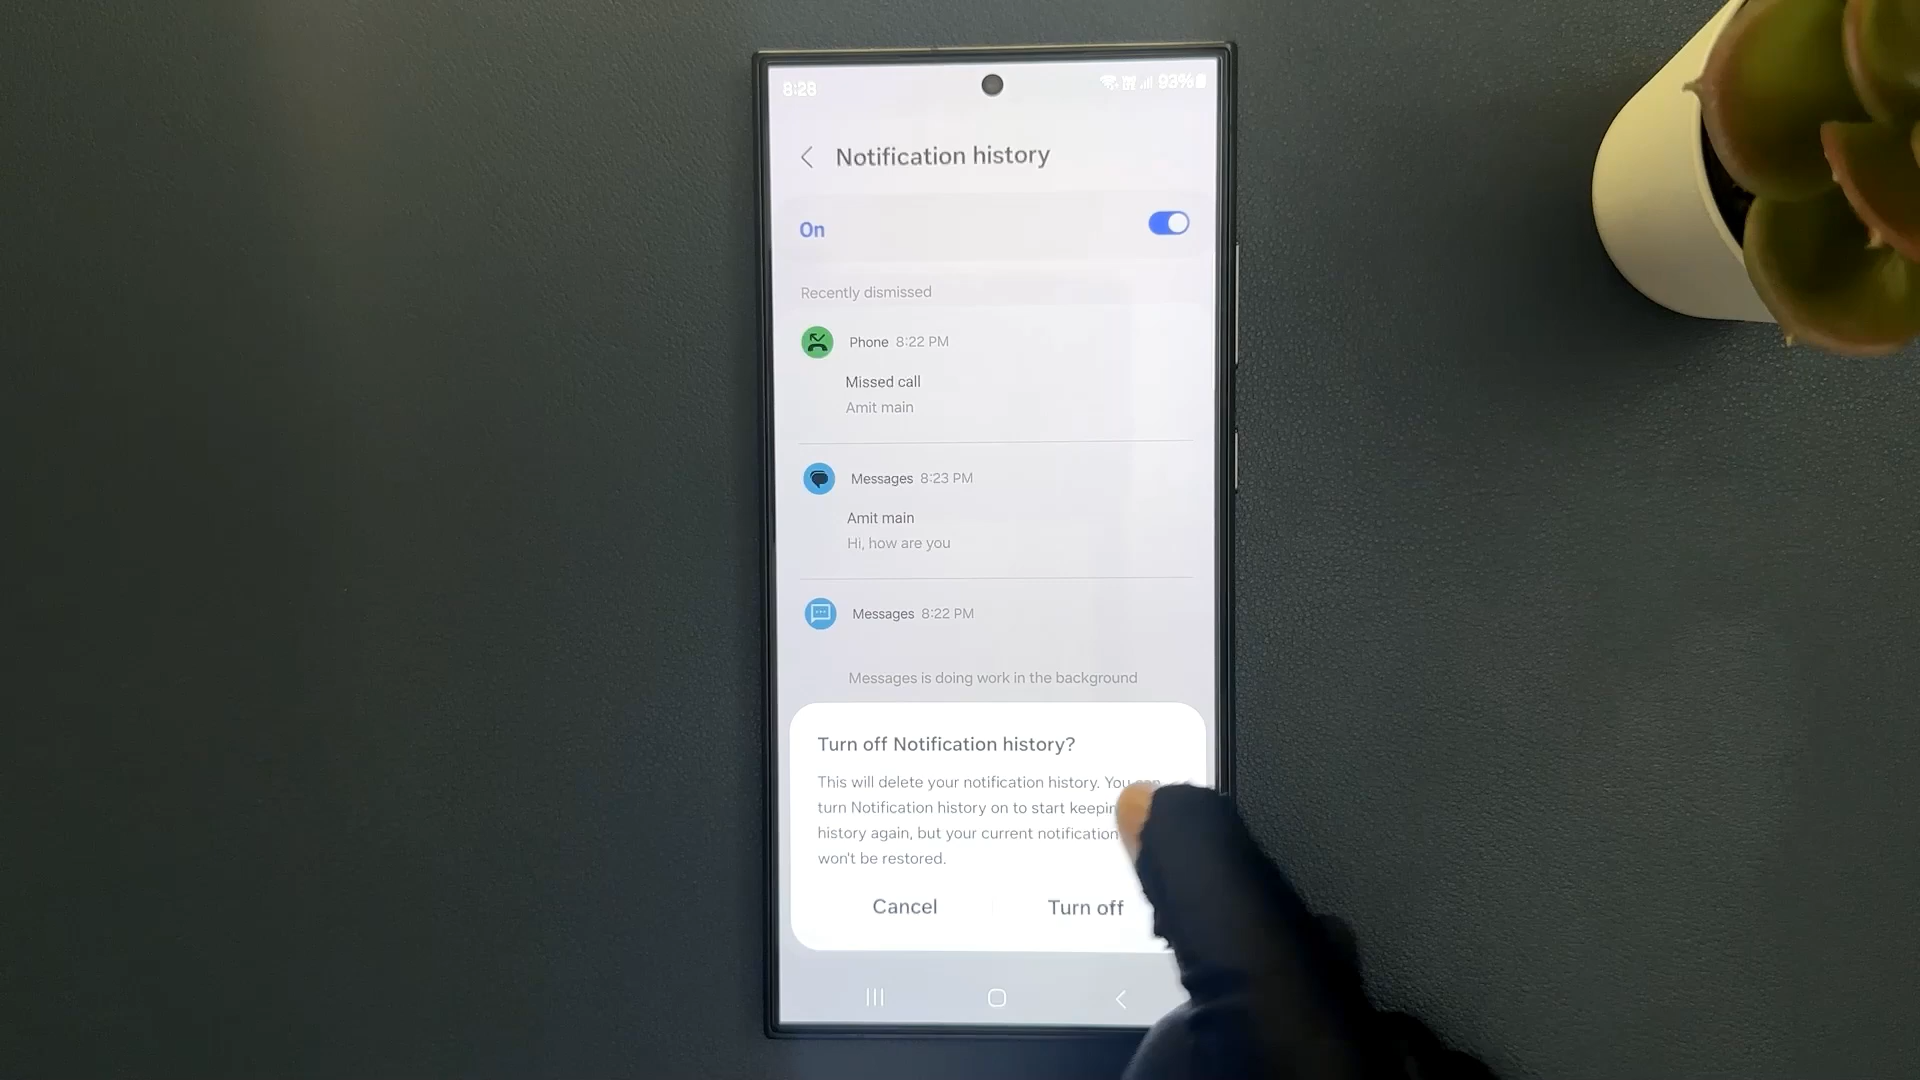 8:28
93%
Notification history
On
Recently dismissed
Phone 8:22 PM
Missed call
Amit main
Messages 8:23 PM
Amit main
Hi, how are you
Messages 8:22 PM
Messages is doing work in the background
Turn off Notification history?
This will delete your notification history. You can
turn Notification history on to start
history again, but your current
won't be restored.
Cancel
Turn off